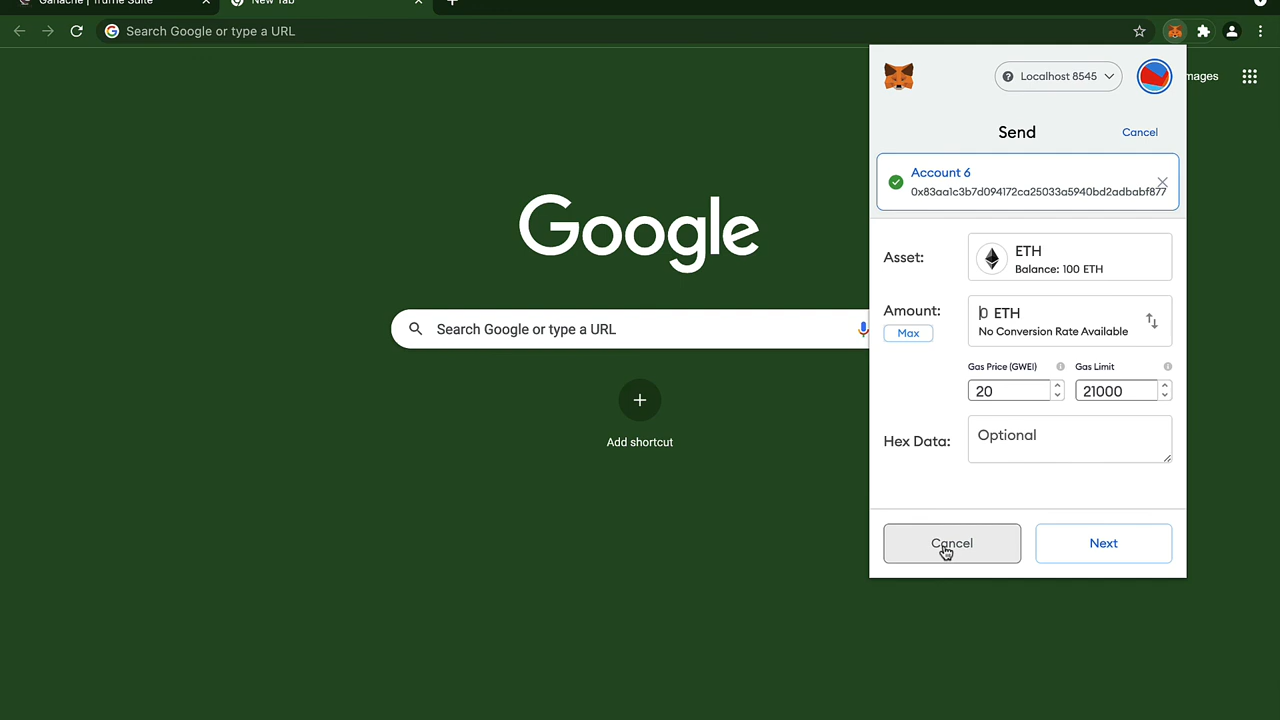 Ganache | Truffle Suite
New Tab
Search Google or type a URL
Localhost 8545
mages
Send
Cancel
Account 6
0x83aa1c3b7d094172ca25033a5940bd2adbabf877
Google
Asset:
ETH
Balance: 100 ETH
Amount:
Max
0 ETH
No Conversion Rate Available
Search Google or type a URL
Gas Price (GWEI)
Gas Limit
20
21000
Add shortcut
Hex Data:
Optional
Cancel
Next